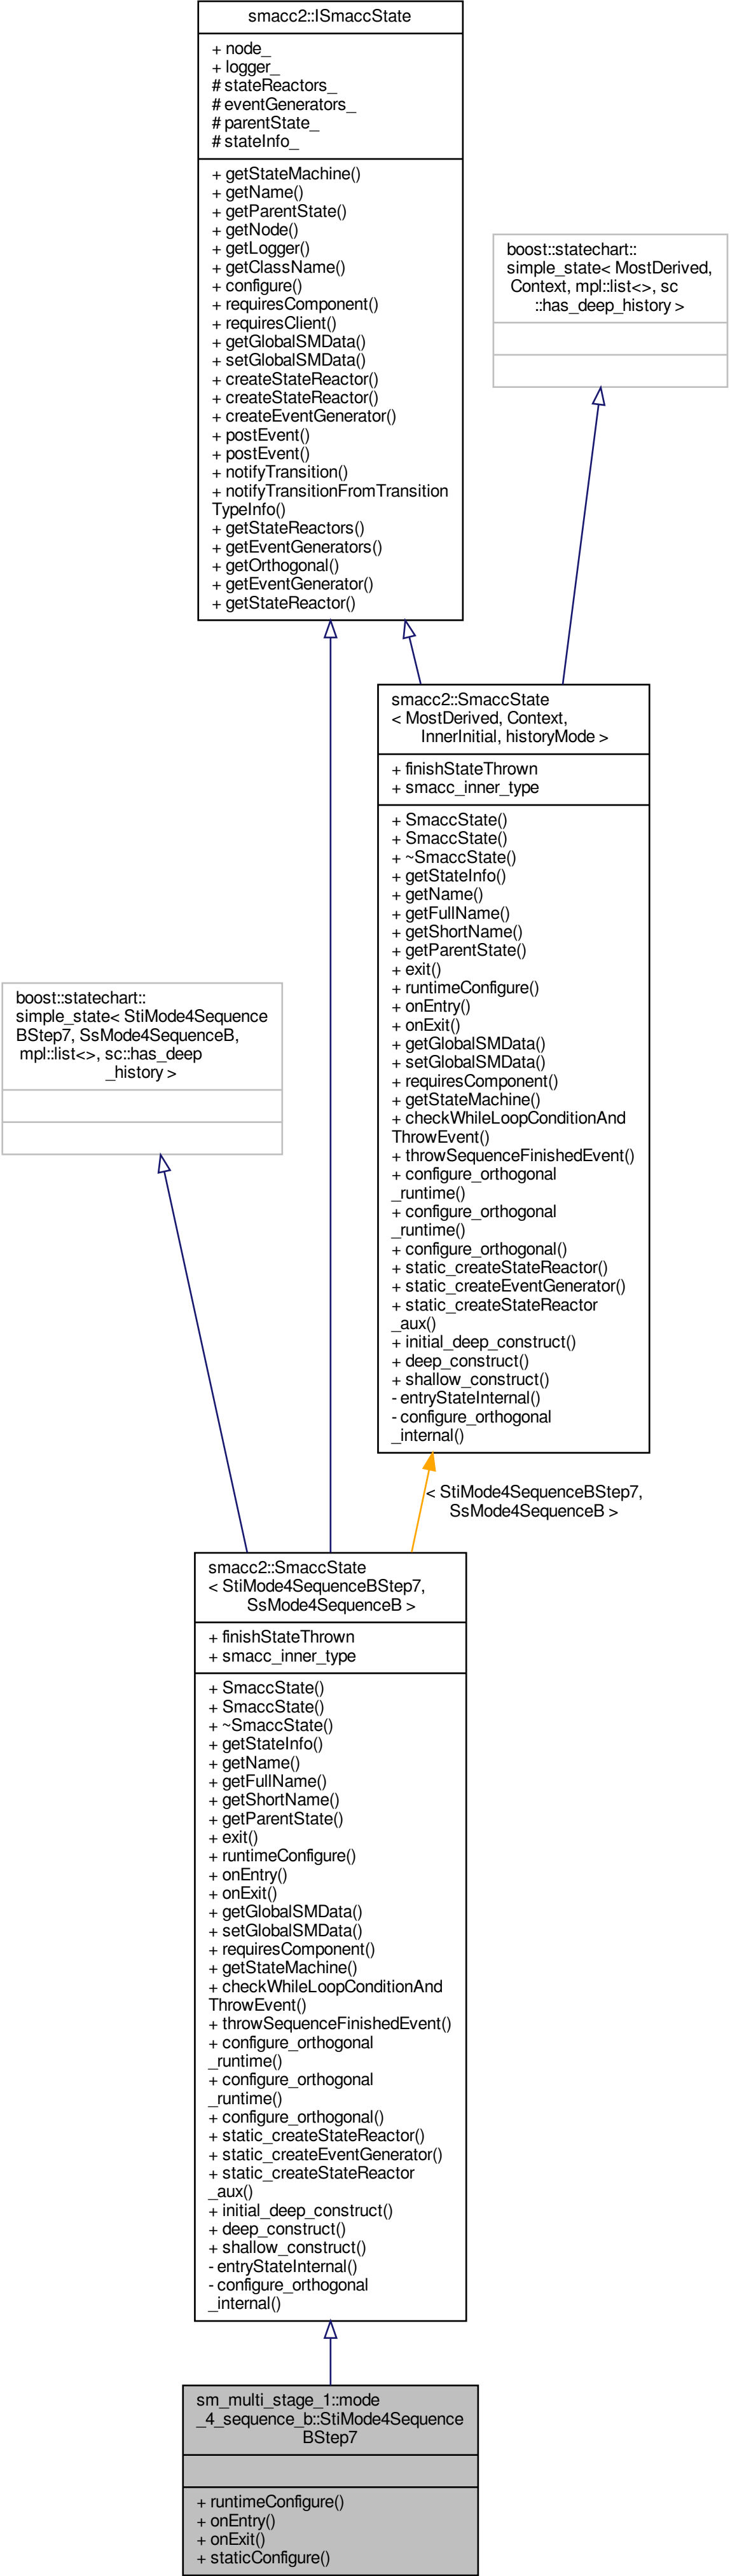 smacc2::ISmaccState
+ node_
+ logger_
# stateReactors_
# eventGenerators_
# parentState_
# stateInfo_
+ getStateMachine()
+ getName()
+ getParentState()
+ getNode()
+ getLogger()
+ getClassName()
+ configure()
+ requiresComponent()
+ requiresClient()
+ getGlobalSMData()
+ setGlobalSMData()
+ createStateReactor()
+ createStateReactor()
+ createEventGenerator()
+ postEvent()
+ postEvent()
+ notifyTransition()
+ notifyTransitionFromTransition
TypeInfo()
+ getStateReactors()
+ getEventGenerators()
+ getOrthogonal()
+ getEventGenerator()
+ getStateReactor()
boost::statechart::
simple_state< MostDerived,
Context, mpl::list<>, sc
::has_deep_history >
smacc2::SmaccState
< MostDerived, Context,
InnerInitial, historyMode >
+ finishStateThrown
+ smacc_inner_type
+ SmaccState()
+ SmaccState()
+ ~SmaccState()
+ getStateInfo()
+ getName()
+ getFullName()
+ getShortName()
+ getParentState()
+ exit()
+ runtimeConfigure()
+ onEntry()
+ onExit()
+ getGlobalSMData()
+ setGlobalSMData()
+ requiresComponent()
+ getStateMachine()
+ checkWhileLoopConditionAnd
ThrowEvent()
+ throwSequenceFinishedEvent()
+ configure_orthogonal
_runtime()
+ configure_orthogonal
_runtime()
+ configure_orthogonal()
+ static_createStateReactor()
+ static_createEventGenerator()
+ static_createStateReactor
_aux()
+ initial_deep_construct()
+ deep_construct()
+ shallow_construct()
- entryStateInternal()
- configure_orthogonal
_internal()
boost::statechart::
simple_state< StiMode4Sequence
BStep7, SsMode4SequenceB,
mpl::list<>, sc::has_deep
_history >
< StiMode4SequenceBStep7,
SsMode4SequenceB >
smacc2::SmaccState
< StiMode4SequenceBStep7,
SsMode4SequenceB >
+ finishStateThrown
+ smacc_inner_type
+ SmaccState()
+ SmaccState()
+ ~SmaccState()
+ getStateInfo()
+ getName()
+ getFullName()
+ getShortName()
+ getParentState()
+ exit()
+ runtimeConfigure()
+ onEntry()
+ onExit()
+ getGlobalSMData()
+ setGlobalSMData()
+ requiresComponent()
+ getStateMachine()
+ checkWhileLoopConditionAnd
ThrowEvent()
+ throwSequenceFinishedEvent()
+ configure_orthogonal
_runtime()
+ configure_orthogonal
_runtime()
+ configure_orthogonal()
+ static_createStateReactor()
+ static_createEventGenerator()
+ static_createStateReactor
_aux()
+ initial_deep_construct()
+ deep_construct()
+ shallow_construct()
- entryStateInternal()
- configure_orthogonal
_internal()
sm_multi_stage_1::mode
_4_sequence_b::StiMode4Sequence
BStep7
+ runtimeConfigure()
+ onEntry()
+ onExit()
+ staticConfigure()